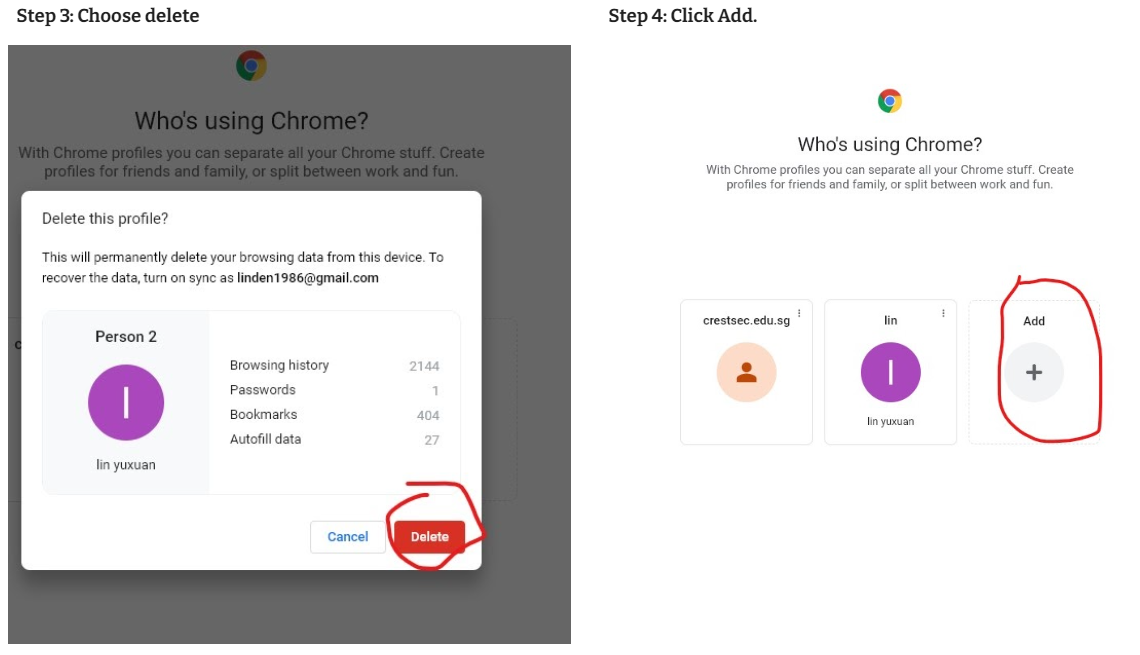 Step 3: Choose delete
Who's using Chrome?
With Chrome profiles you can separate all your Chrome stuff. Create
profiles for friends and family, or split between work and fun.
Delete this profile?
This will permanently delete your browsing data from this device. To
recover the data, turn on sync as linden1986@gmail.com
c
Person 2
l
lin yuxuan
Browsing history 2144
Passwords 1
Bookmarks 404
Autofill data 27
Cancel Delete
Step 4: Click Add.
Who's using Chrome?
With Chrome profiles you can separate all your Chrome stuff. Create
profiles for friends and family, or split between work and fun.
crestsec.edu.sg
lin
l
lin yuxuan
Add
+